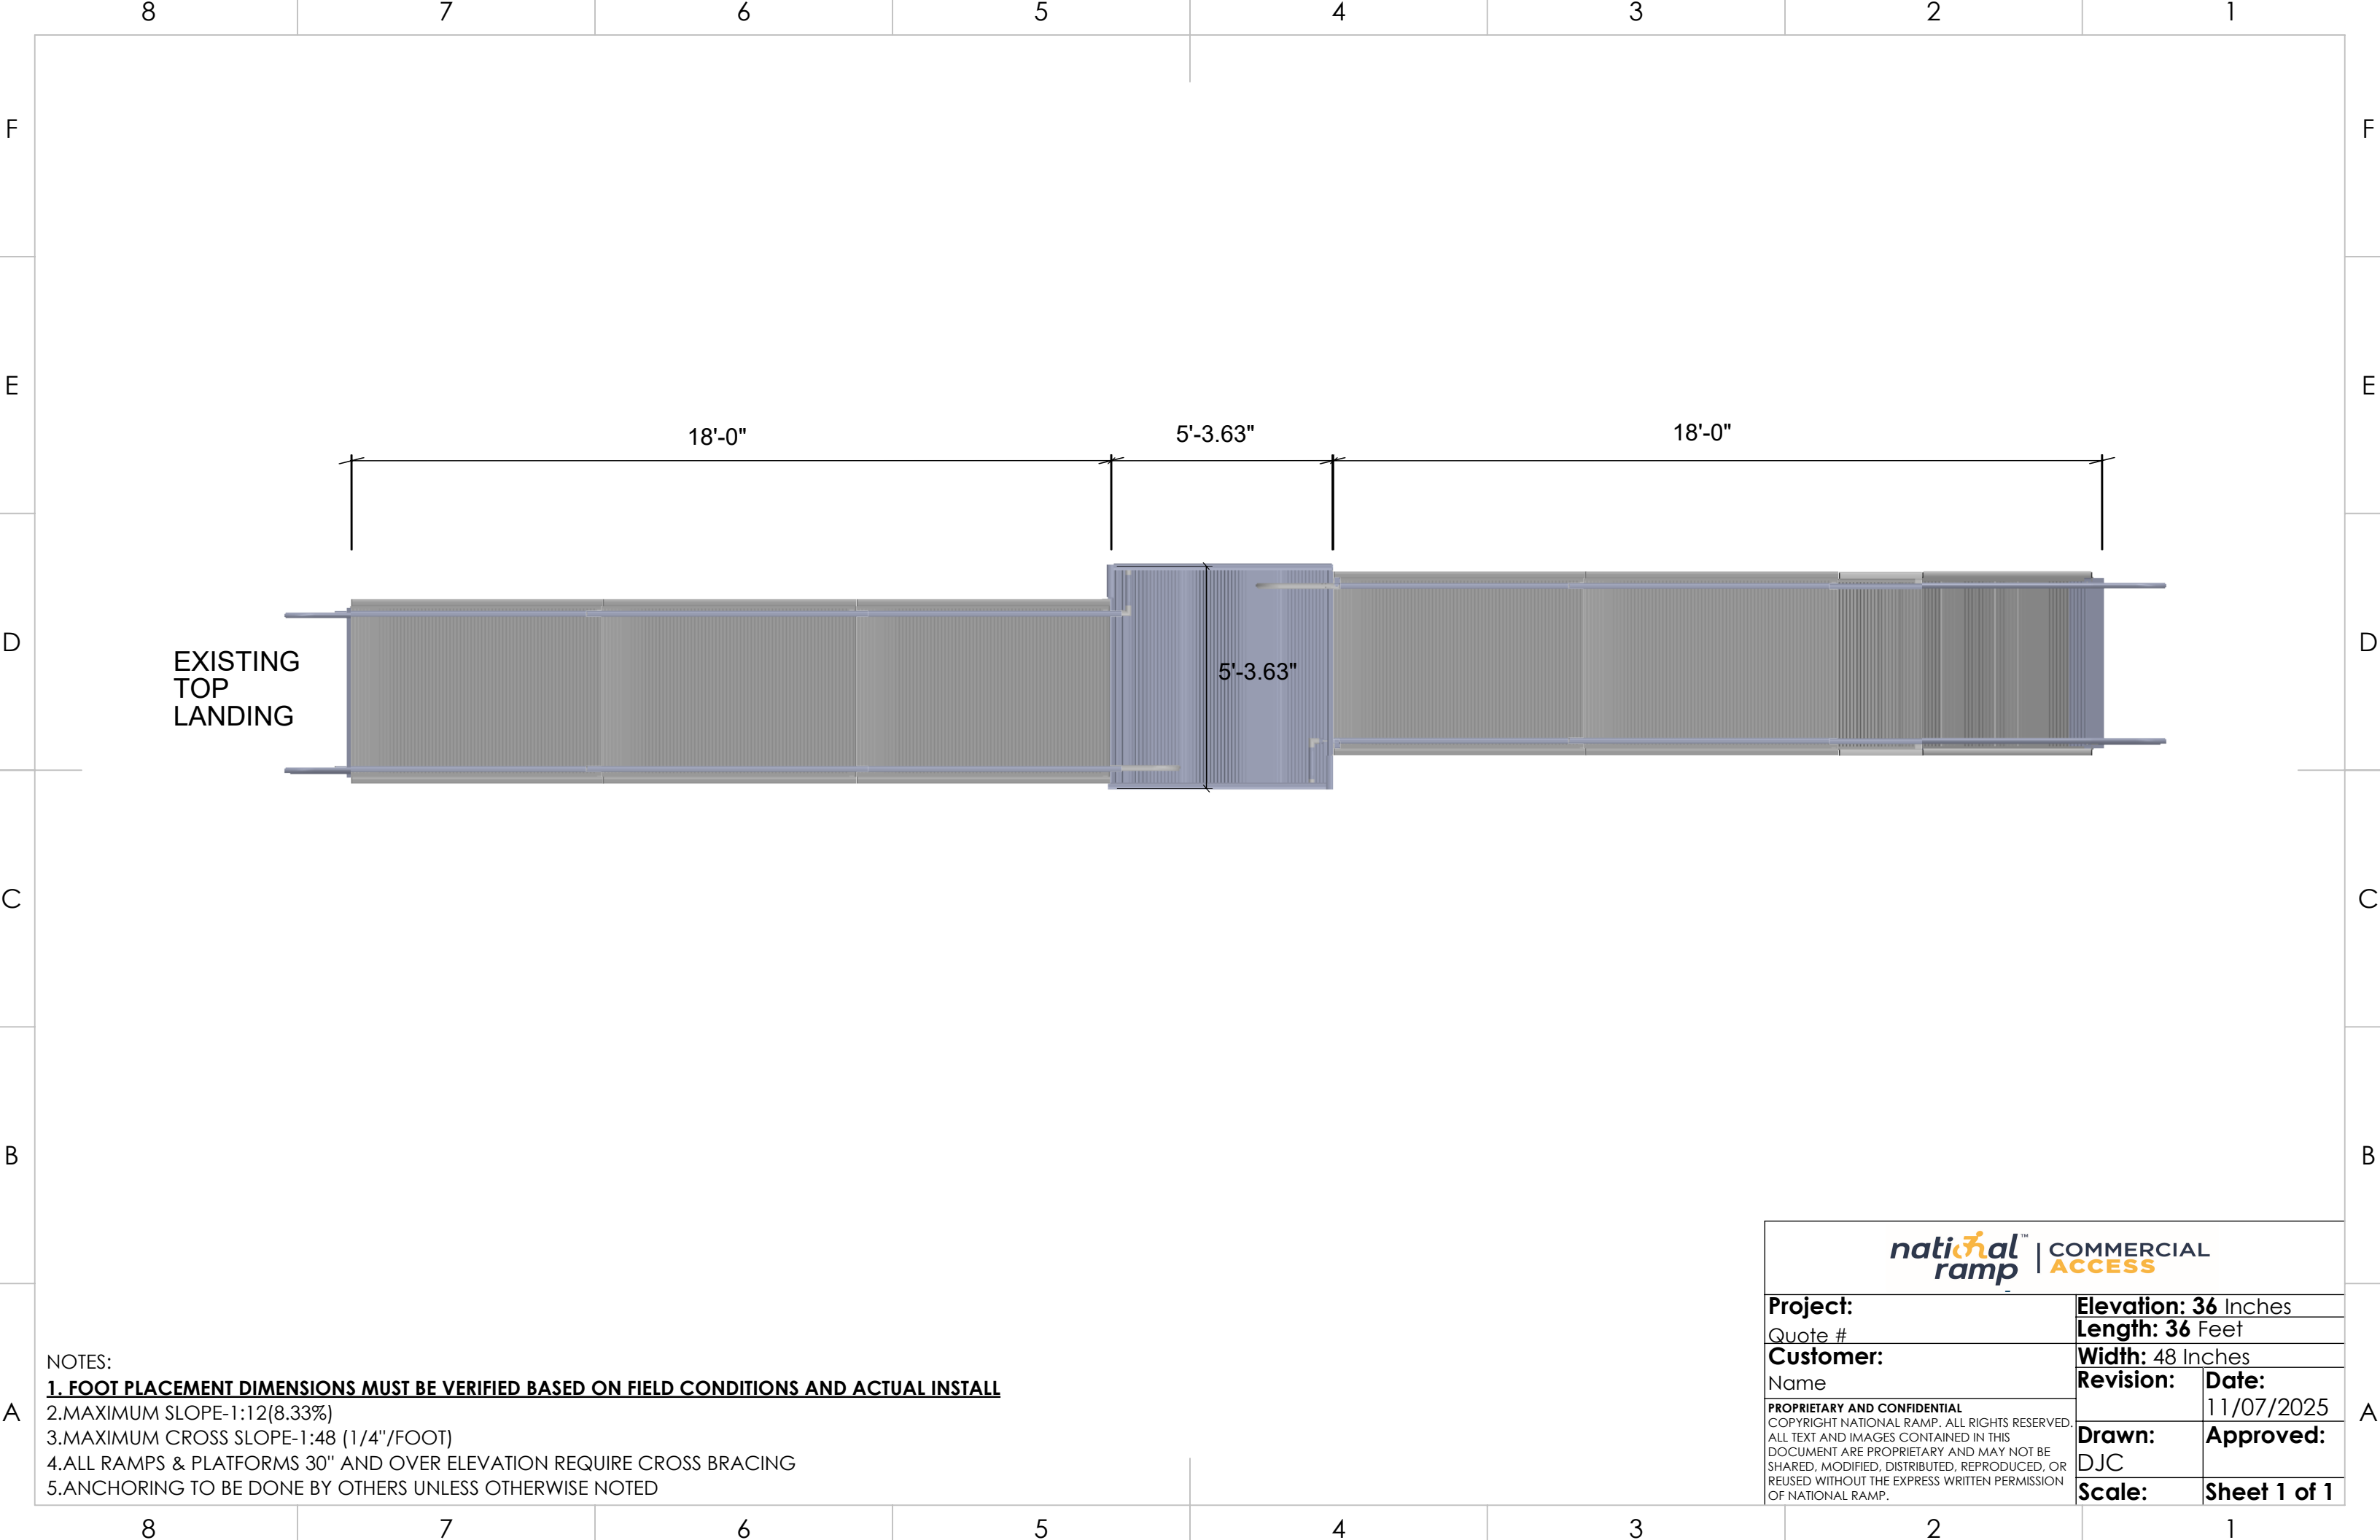 8 7 6 5 4 3 2 1
F F
E E
18'-0" 5'-3.63" 18'-0"
D D
EXISTING
TOP
LANDING
5'-3.63"
C C
B B
national ramp™ | COMMERCIAL ACCESS
Project:
Quote #
Elevation: 36 Inches
Length: 36 Feet
Customer:
Name
Width: 48 Inches
Revision:
Date:
11/07/2025
PROPRIETARY AND CONFIDENTIAL
COPYRIGHT NATIONAL RAMP. ALL RIGHTS RESERVED.
ALL TEXT AND IMAGES CONTAINED IN THIS
DOCUMENT ARE PROPRIETARY AND MAY NOT BE
SHARED, MODIFIED, DISTRIBUTED, REPRODUCED, OR
REUSED WITHOUT THE EXPRESS WRITTEN PERMISSION
OF NATIONAL RAMP.
Drawn:
DJC
Approved:
Scale:
Sheet 1 of 1
NOTES:
1. FOOT PLACEMENT DIMENSIONS MUST BE VERIFIED BASED ON FIELD CONDITIONS AND ACTUAL INSTALL
2.MAXIMUM SLOPE-1:12(8.33%)
3.MAXIMUM CROSS SLOPE-1:48 (1/4"/FOOT)
4.ALL RAMPS & PLATFORMS 30" AND OVER ELEVATION REQUIRE CROSS BRACING
5.ANCHORING TO BE DONE BY OTHERS UNLESS OTHERWISE NOTED
A A
8 7 6 5 4 3 2 1